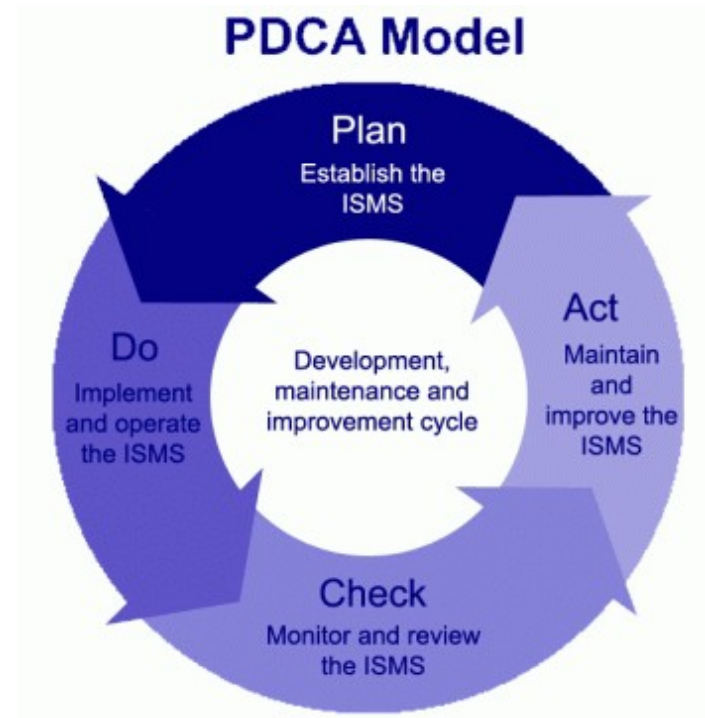 PDCA Model
Plan
Establish the
ISMS
Do
Implement
and operate
the ISMS
Check
Monitor and review
the ISMS
Act
Maintain
and
improve the
ISMS
Development,
maintenance and
improvement cycle